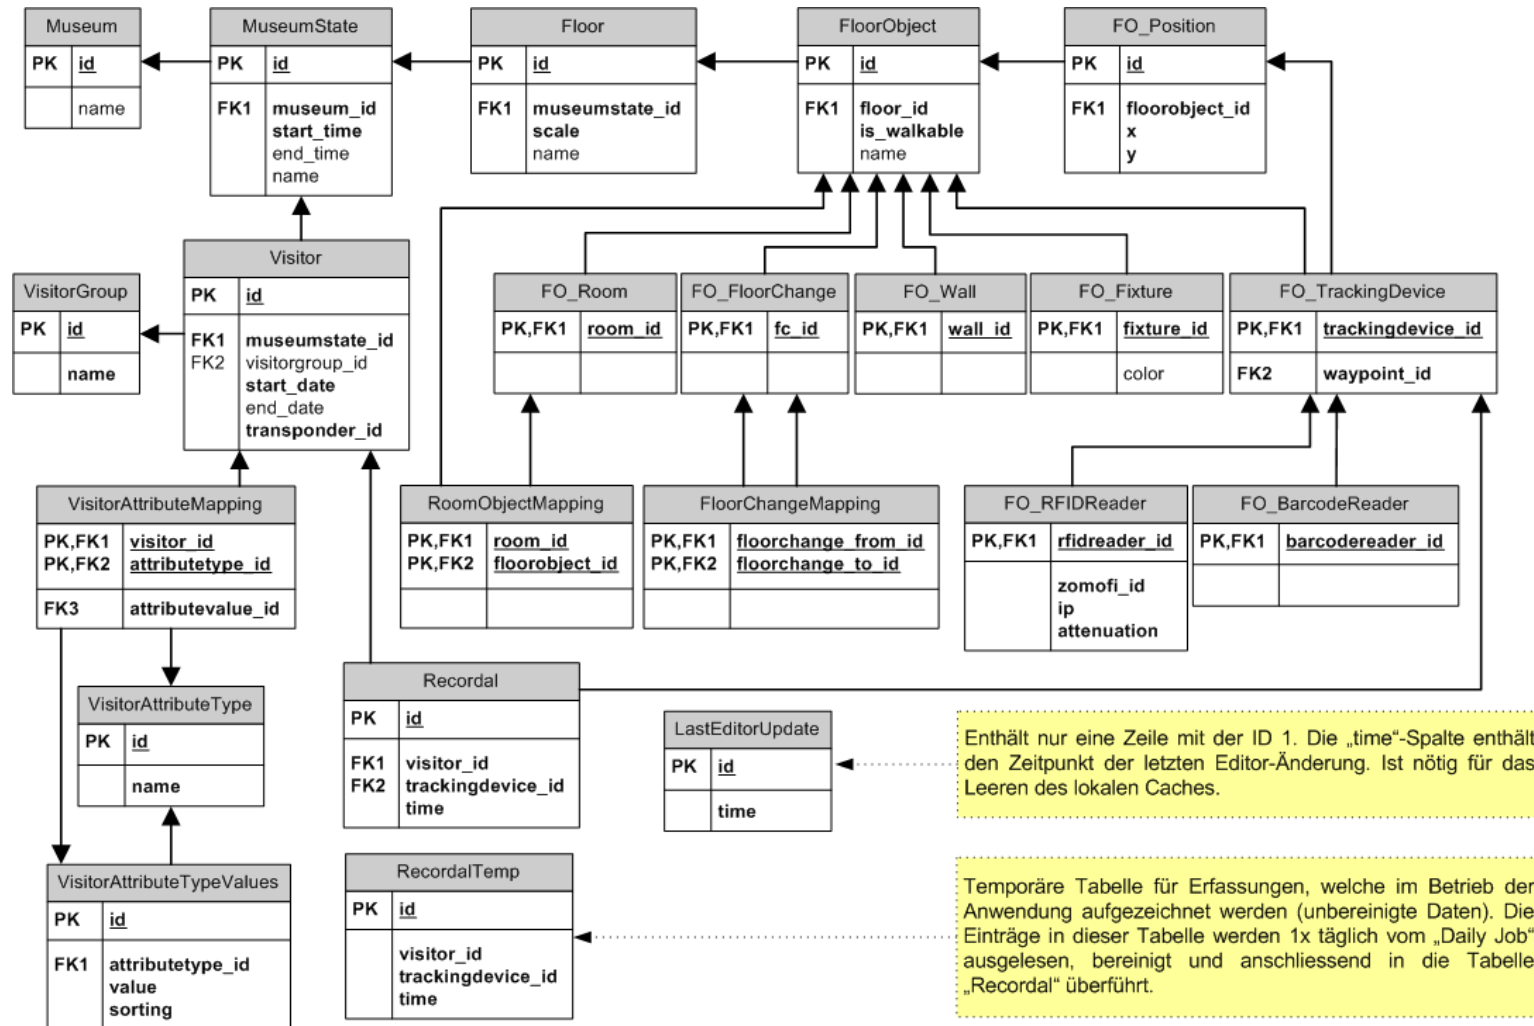 Museum
PK id
name
MuseumState
PK id
FK1 museum_id
start_time
end_time
name
Floor
PK id
FK1 museumstate_id
scale
name
FloorObject
PK id
FK1 floor_id
is_walkable
name
FO_Position
PK id
FK1 floorobject_id
x
y
Visitor
PK id
FK1 museumstate_id
FK2 visitorgroup_id
start_date
end_date
transponder_id
VisitorGroup
PK id
name
FO_Room
PK,FK1 room_id
FO_FloorChange
PK,FK1 fc_id
FO_Wall
PK,FK1 wall_id
FO_Fixture
PK,FK1 fixture_id
color
FO_TrackingDevice
PK,FK1 trackingdevice_id
FK2 waypoint_id
VisitorAttributeMapping
PK,FK1 visitor_id
PK,FK2 attributetype_id
FK3 attributevalue_id
RoomObjectMapping
PK,FK1 room_id
PK,FK2 floorobject_id
FloorChangeMapping
PK,FK1 floorchange_from_id
PK,FK2 floorchange_to_id
FO_RFIDReader
PK,FK1 rfidreader_id
zomofi_id
ip
attenuation
FO_BarcodeReader
PK,FK1 barcodereader_id
VisitorAttributeType
PK id
name
Recordal
PK id
FK1 visitor_id
FK2 trackingdevice_id
time
LastEditorUpdate
PK id
time
Enthält nur eine Zeile mit der ID 1. Die „time“-Spalte enthält
den Zeitpunkt der letzten Editor-Änderung. Ist nötig für das
Leeren des lokalen Caches.
VisitorAttributeTypeValues
PK id
FK1 attributetype_id
value
sorting
RecordalTemp
PK id
visitor_id
trackingdevice_id
time
Temporäre Tabelle für Erfassungen, welche im Betrieb der
Anwendung aufgezeichnet werden (unbereinigte Daten). Die
Einträge in dieser Tabelle werden 1x täglich vom „Daily Job“
ausgelesen, bereinigt und anschliessend in die Tabelle
„Recordal“ überführt.